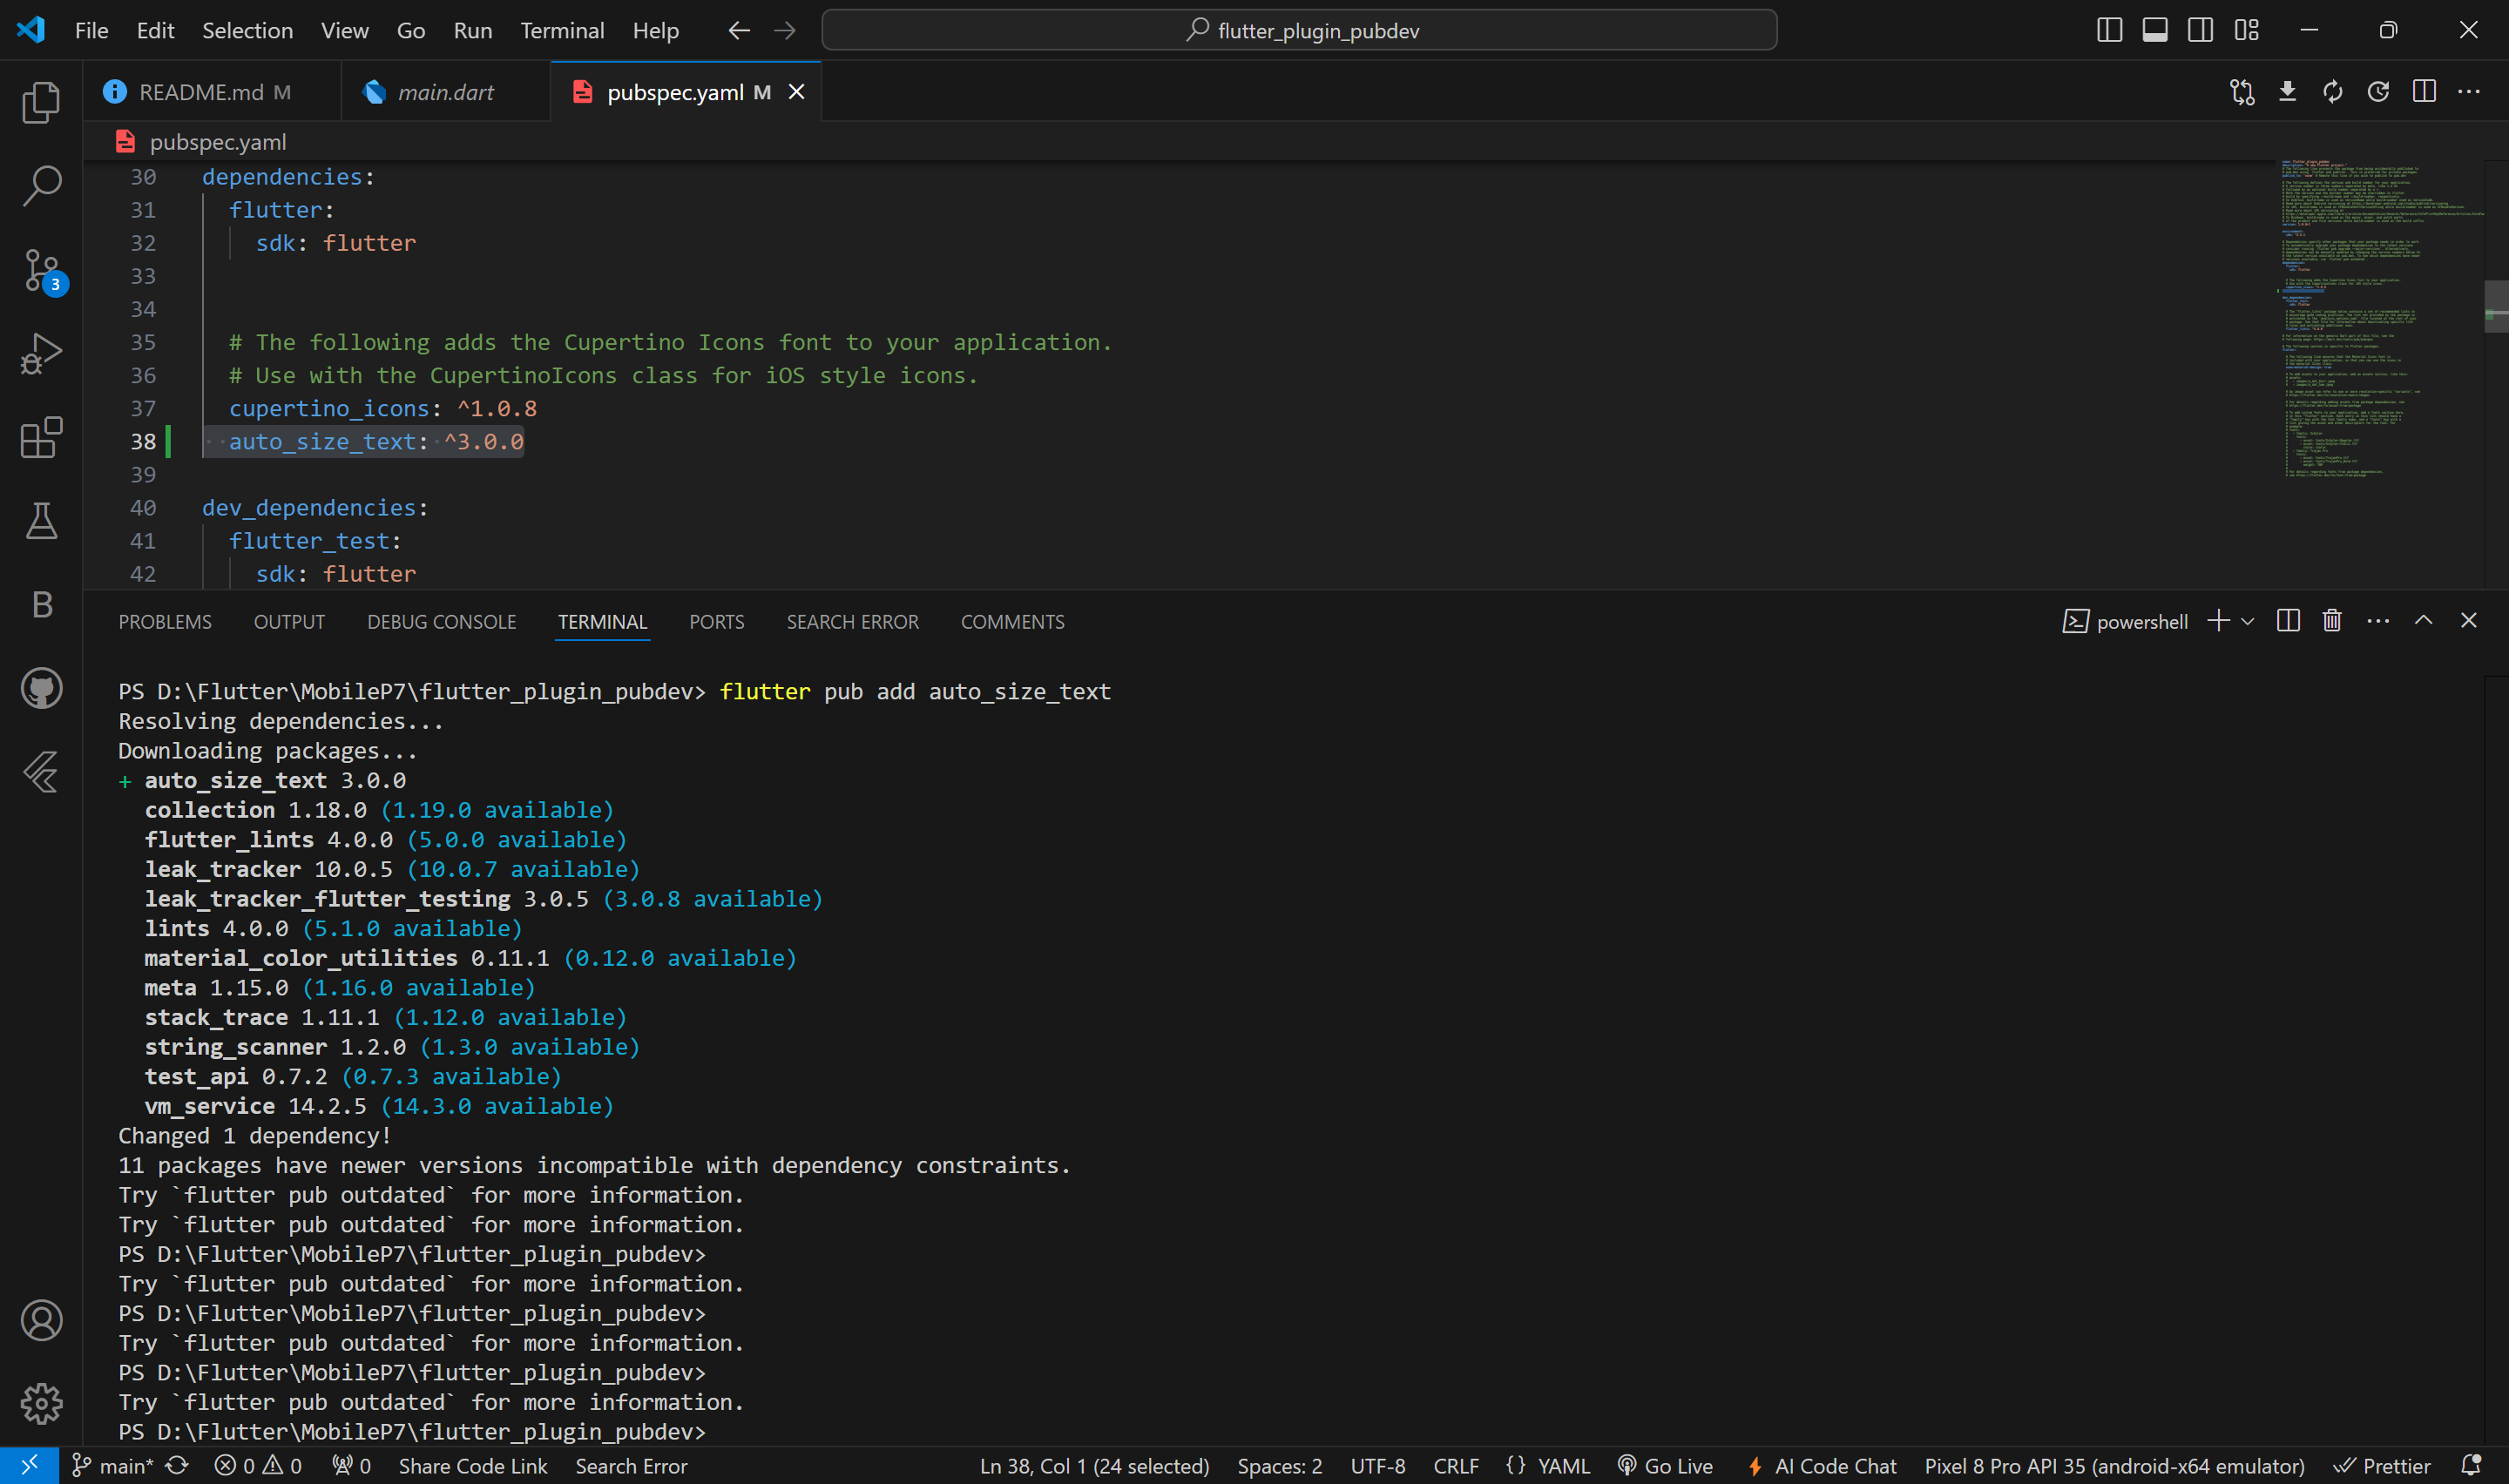 File Edit Selection View Go Run Terminal Help
flutter_plugin_pubdev
README.md M
main.dart
pubspec.yaml M
pubspec.yaml
30 dependencies:
31 flutter:
32 sdk: flutter
33
34
35 # The following adds the Cupertino Icons font to your application.
36 # Use with the CupertinoIcons class for iOS style icons.
37 cupertino_icons: ^1.0.8
38 auto_size_text: ^3.0.0
39
40 dev_dependencies:
41 flutter_test:
42 sdk: flutter
3
B
PROBLEMS OUTPUT DEBUG CONSOLE TERMINAL PORTS SEARCH ERROR COMMENTS
powershell
PS D:\Flutter\MobileP7\flutter_plugin_pubdev> flutter pub add auto_size_text
Resolving dependencies...
Downloading packages...
+ auto_size_text 3.0.0
collection 1.18.0 (1.19.0 available)
flutter_lints 4.0.0 (5.0.0 available)
leak_tracker 10.0.5 (10.0.7 available)
leak_tracker_flutter_testing 3.0.5 (3.0.8 available)
lints 4.0.0 (5.1.0 available)
material_color_utilities 0.11.1 (0.12.0 available)
meta 1.15.0 (1.16.0 available)
stack_trace 1.11.1 (1.12.0 available)
string_scanner 1.2.0 (1.3.0 available)
test_api 0.7.2 (0.7.3 available)
vm_service 14.2.5 (14.3.0 available)
Changed 1 dependency!
11 packages have newer versions incompatible with dependency constraints.
Try `flutter pub outdated` for more information.
Try `flutter pub outdated` for more information.
PS D:\Flutter\MobileP7\flutter_plugin_pubdev>
Try `flutter pub outdated` for more information.
PS D:\Flutter\MobileP7\flutter_plugin_pubdev>
Try `flutter pub outdated` for more information.
PS D:\Flutter\MobileP7\flutter_plugin_pubdev>
Try `flutter pub outdated` for more information.
PS D:\Flutter\MobileP7\flutter_plugin_pubdev>
main* 0 0 0 Share Code Link Search Error Ln 38, Col 1 (24 selected) Spaces: 2 UTF-8 CRLF {} YAML Go Live AI Code Chat Pixel 8 Pro API 35 (android-x64 emulator) Prettier